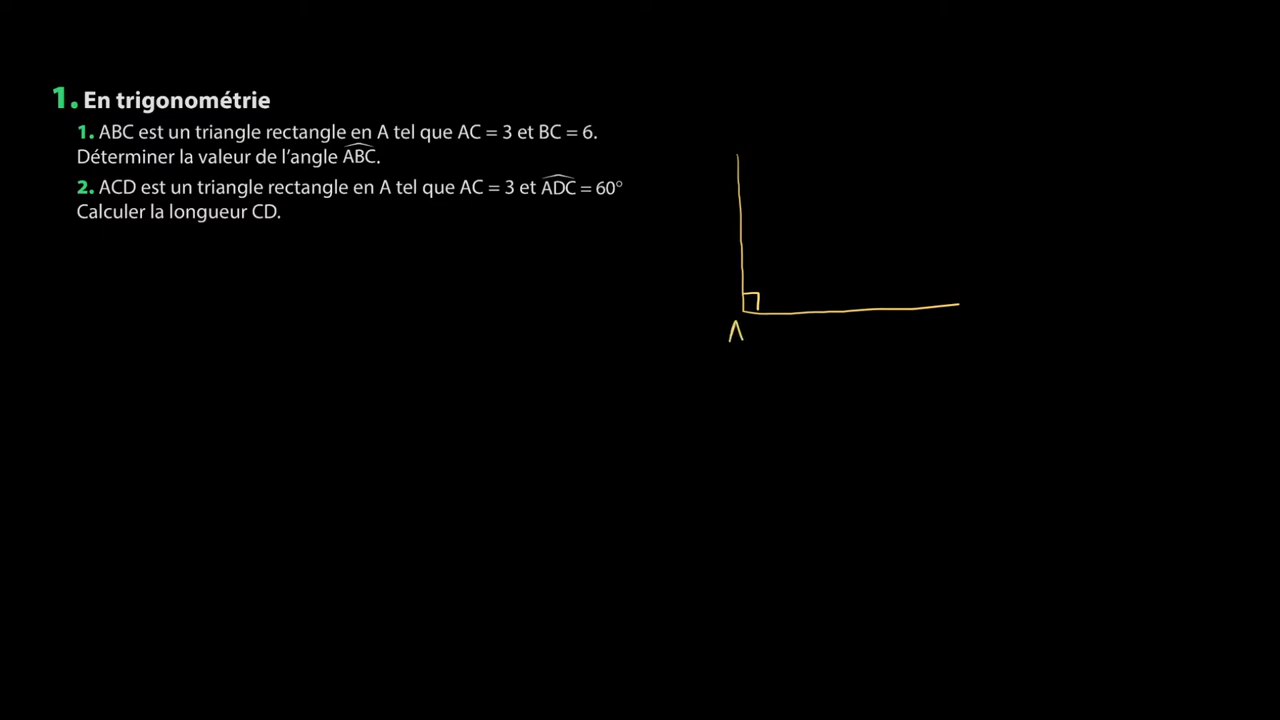 1. En trigonométrie
1. ABC est un triangle rectangle en A tel que AC = 3 et BC = 6.
Déterminer la valeur de l’angle \widehat{ABC}.
2. ACD est un triangle rectangle en A tel que AC = 3 et \widehat{ADC} = 60°
Calculer la longueur CD.
A